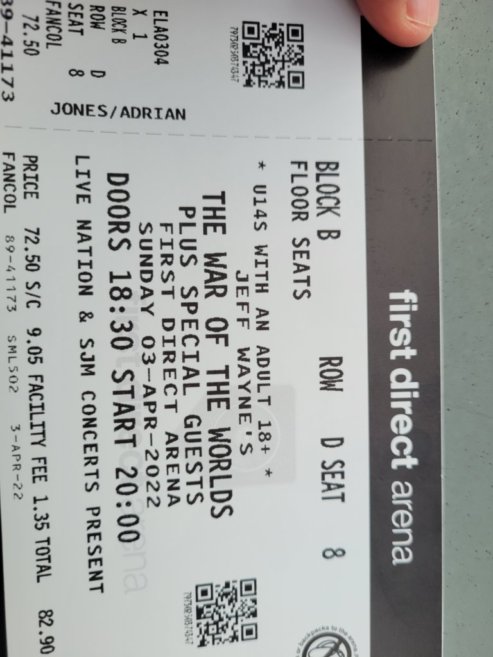 first direct arena
BLOCK B ROW D SEAT 8
FLOOR SEATS
* U14S WITH AN ADULT 18+ *
JEFF WAYNE'S
THE WAR OF THE WORLDS
PLUS SPECIAL GUESTS
FIRST DIRECT ARENA
SUNDAY 03-APR-2022
DOORS 18:30 START 20:00
LIVE NATION & SJM CONCERTS PRESENT
PRICE 72.50 S/C 9.05 FACILITY FEE 1.35 TOTAL 82.90
FANCOL 89-41173 SML502 3-APR-22
ELA0304
X 1
BLOCK B
ROW D
SEAT 8
FANCOL
72.50
39-41173
JONES/ADRIAN